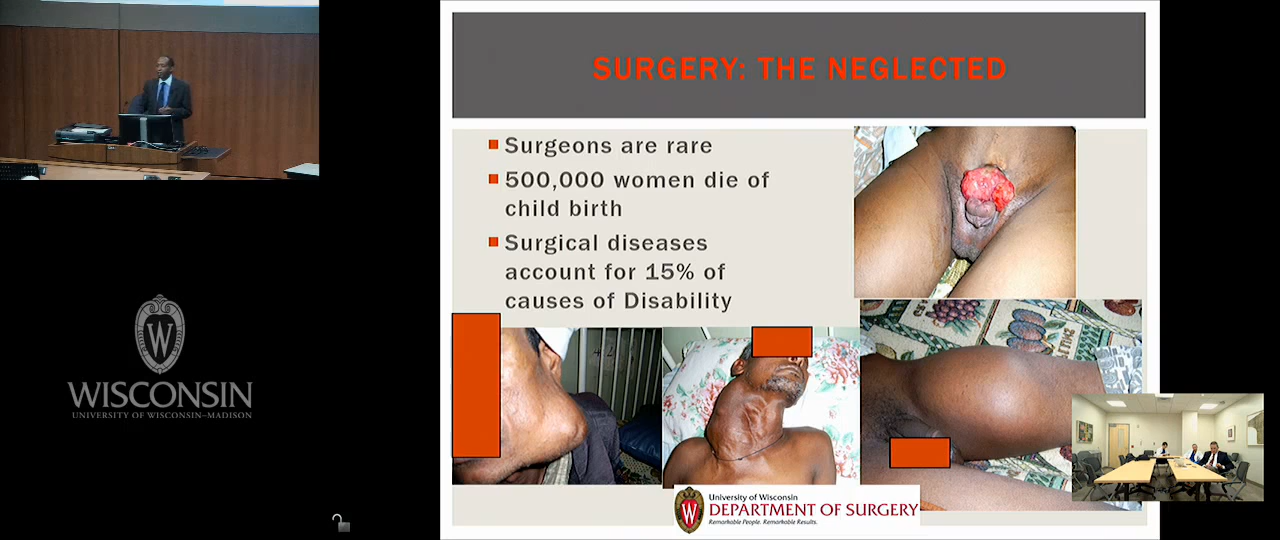 SURGERY: THE NEGLECTED
Surgeons are rare
500,000 women die of
child birth
Surgical diseases
account for 15% of
causes of Disability
W
WISCONSIN
UNIVERSITY OF WISCONSIN–MADISON
W
University of Wisconsin
DEPARTMENT OF SURGERY
Remarkable People. Remarkable Results.